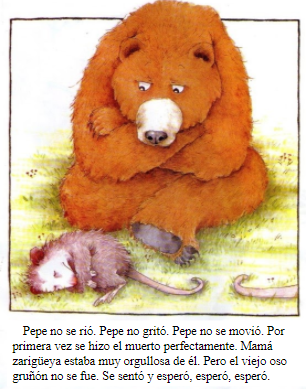 Pepe no se rió. Pepe no gritó. Pepe no se movió. Por
primera vez se hizo el muerto perfectamente. Mamá
zarigüeya estaba muy orgullosa de él. Pero el viejo oso
gruñón no se fue. Se sentó y esperó, esperó, esperó.